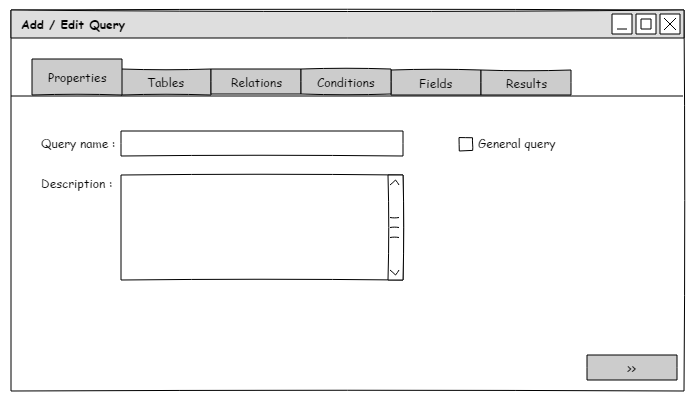 Add / Edit Query
Properties
Tables
Relations
Conditions
Fields
Results
Query name :
General query
Description :
>>